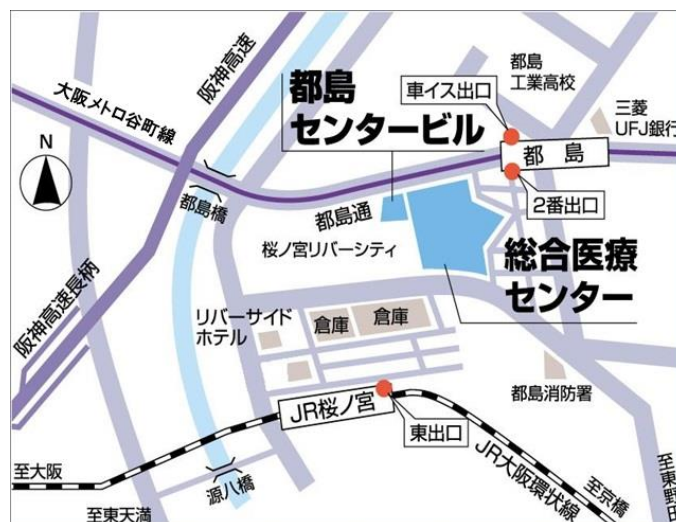 阪神高速
大阪メトロ谷町線
都島
センタービル
都島
工業高校
車イス出口
三菱
UFJ銀行
都島
N
2番出口
都島橋
都島通
桜ノ宮リバーシティ
総合医療
センター
阪神高速長柄
リバーサイド
ホテル
倉庫
倉庫
JR桜ノ宮
東出口
都島消防署
至大阪
源八橋
JR大阪環状線
至京橋
至東野田
至東天満